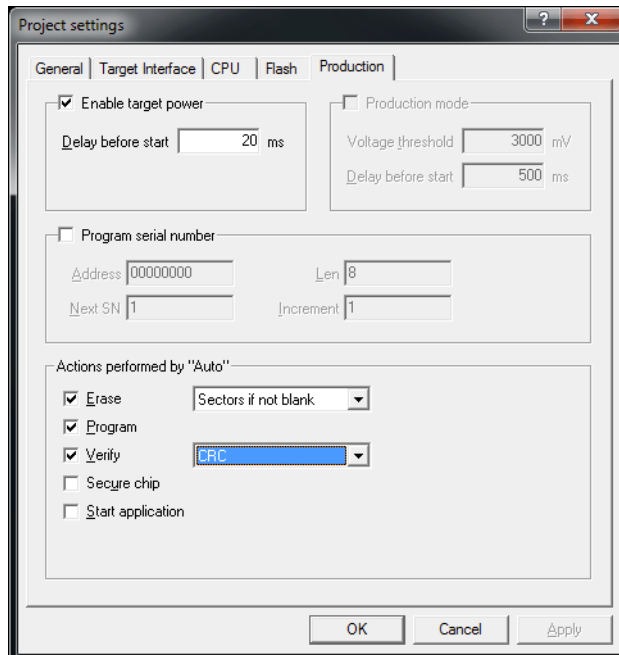 Project settings
General Target Interface CPU Flash Production
Enable target power
Delay before start 20 ms
Production mode
Voltage threshold 3000 mV
Delay before start 500 ms
Program serial number
Address 00000000 Len 8
Next SN 1 Increment 1
Actions performed by "Auto"
Erase Sectors if not blank
Program
Verify CRC
Secure chip
Start application
OK Cancel Apply